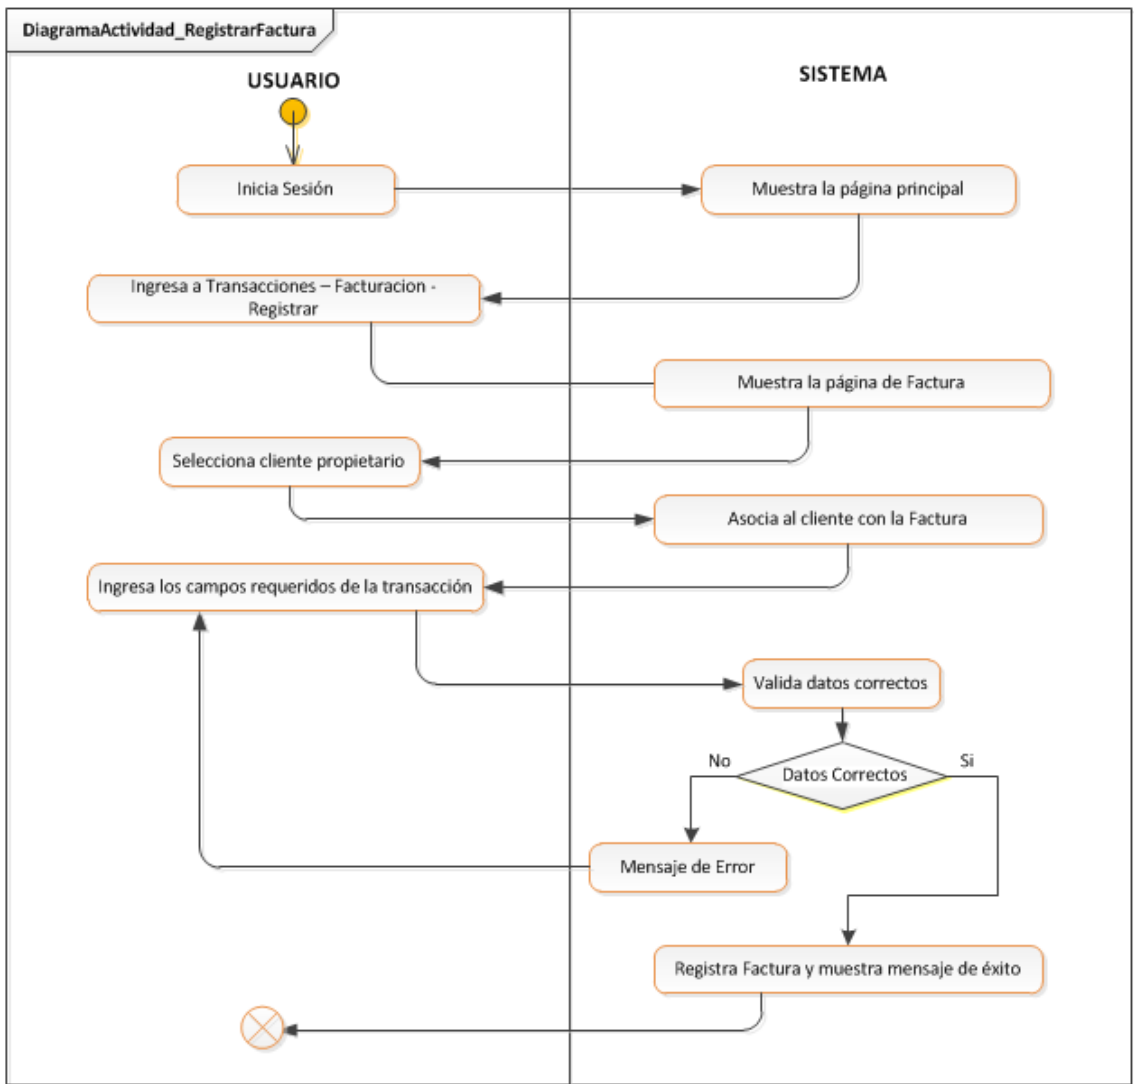 DiagramaActividad_RegistrarFactura
USUARIO
SISTEMA
Inicia Sesión
Muestra la página principal
Ingresa a Transacciones – Facturacion -
Registrar
Muestra la página de Factura
Selecciona cliente propietario
Asocia al cliente con la Factura
Ingresa los campos requeridos de la transacción
Valida datos correctos
No
Datos Correctos
Si
Mensaje de Error
Registra Factura y muestra mensaje de éxito